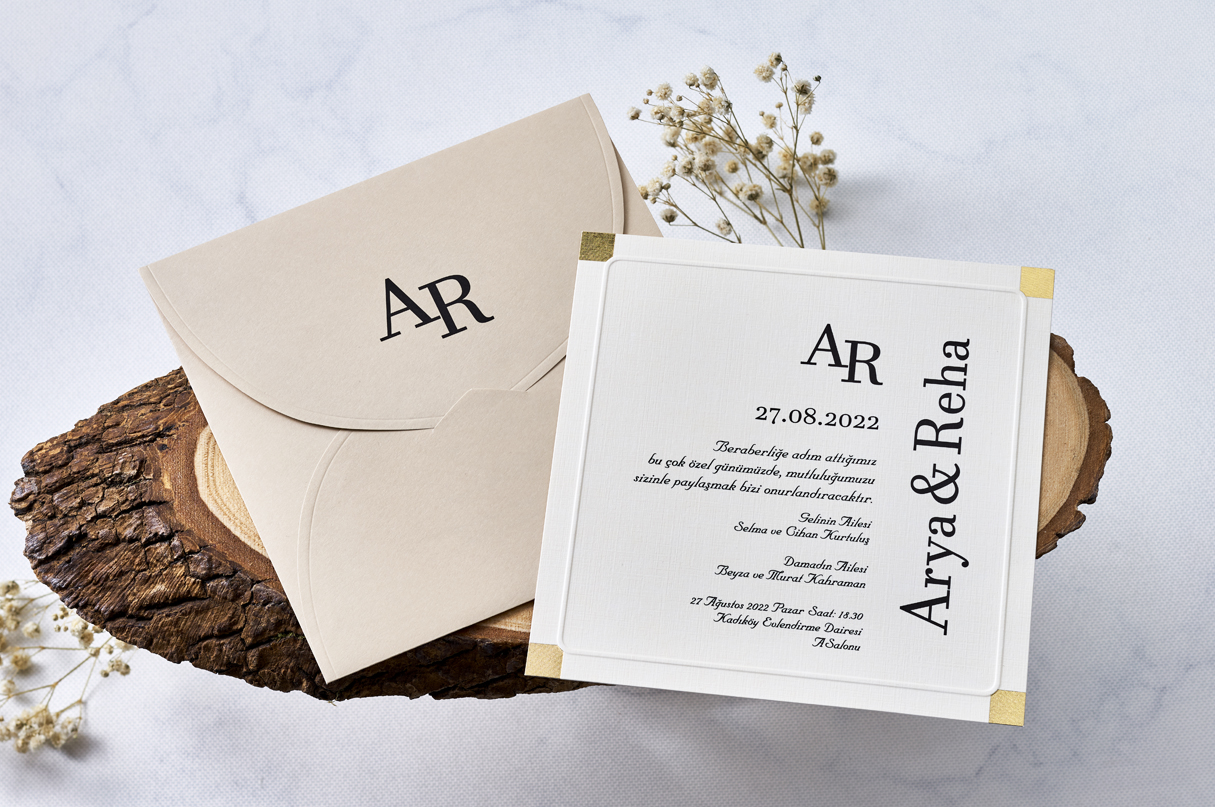 AR
AR
27.08.2022
Beraberliğe adım attığımız
bu çok özel günümüzde, mutluluğumuzu
sizinle paylaşmak bizi onurlandıracaktır.
Gelinin Ailesi
Selma ve Cihan Kurtuluş
Damadın Ailesi
Beyza ve Murat Kahraman
27 Ağustos 2022 Pazar Saat: 18.30
Kadıköy Evlendirme Dairesi
A Salonu
Arya & Reha